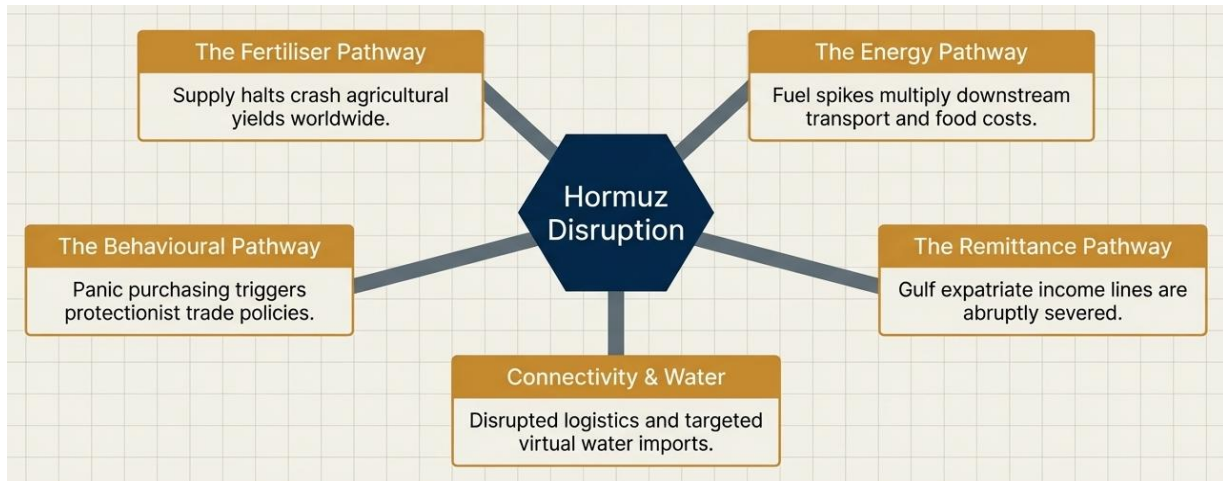 The Fertiliser Pathway
Supply halts crash agricultural
yields worldwide.
The Energy Pathway
Fuel spikes multiply downstream
transport and food costs.
Hormuz
Disruption
The Behavioural Pathway
Panic purchasing triggers
protectionist trade policies.
The Remittance Pathway
Gulf expatriate income lines are
abruptly severed.
Connectivity & Water
Disrupted logistics and targeted
virtual water imports.